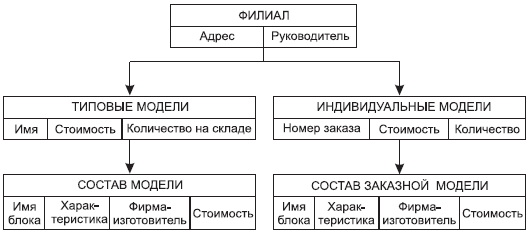 ФИЛИАЛ
Адрес Руководитель
ТИПОВЫЕ МОДЕЛИ
Имя Стоимость Количество на складе
ИНДИВИДУАЛЬНЫЕ МОДЕЛИ
Номер заказа Стоимость Количество
СОСТАВ МОДЕЛИ
Имя блока Харак-теристика Фирма-изготовитель Стоимость
СОСТАВ ЗАКАЗНОЙ МОДЕЛИ
Имя блока Харак-теристика Фирма-изготовитель Стоимость